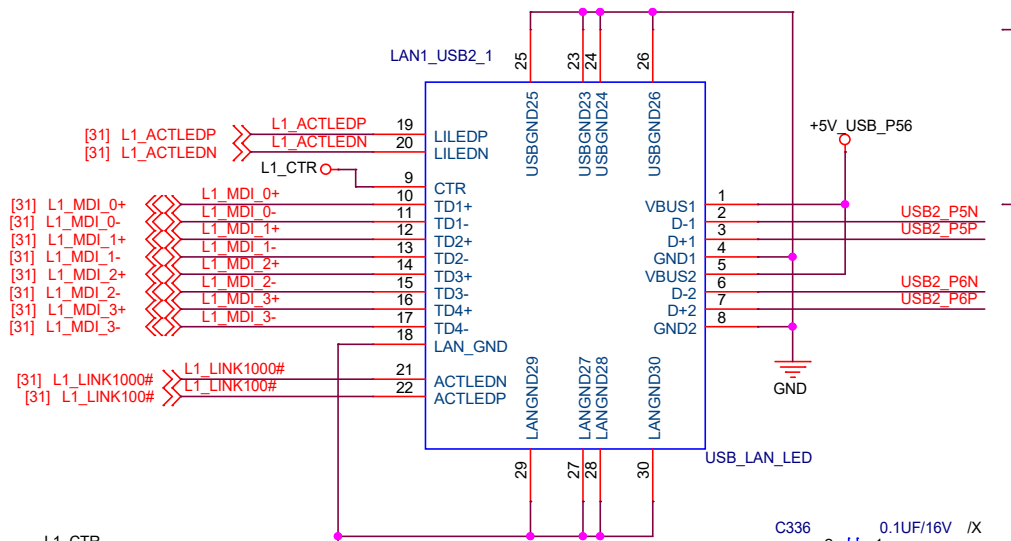 25 23 24 26
LAN1_USB2_1
USBGND25 USBGND23 USBGND24 USBGND26
+5V_USB_P56
[31] L1_ACTLEDP L1_ACTLEDP 19 LILEDP
[31] L1_ACTLEDN L1_ACTLEDN 20 LILEDN
L1_CTR 9 CTR
[31] L1_MDI_0+ L1_MDI_0+ 10 TD1+ VBUS1 1
[31] L1_MDI_0- L1_MDI_0- 11 TD1- D-1 2 USB2_P5N
[31] L1_MDI_1+ L1_MDI_1+ 12 TD2+ D+1 3 USB2_P5P
[31] L1_MDI_1- L1_MDI_1- 13 TD2- GND1 4
[31] L1_MDI_2+ L1_MDI_2+ 14 TD3+ VBUS2 5
[31] L1_MDI_2- L1_MDI_2- 15 TD3- D-2 6 USB2_P6N
[31] L1_MDI_3+ L1_MDI_3+ 16 TD4+ D+2 7 USB2_P6P
[31] L1_MDI_3- L1_MDI_3- 17 TD4- GND2 8
18 LAN_GND
[31] L1_LINK1000# L1_LINK1000# 21 ACTLEDN
[31] L1_LINK100# L1_LINK100# 22 ACTLEDP
GND
LANGND29 LANGND27 LANGND28 LANGND30
USB_LAN_LED
29 27 28 30
C336 0.1UF/16V /X
L1_CTR